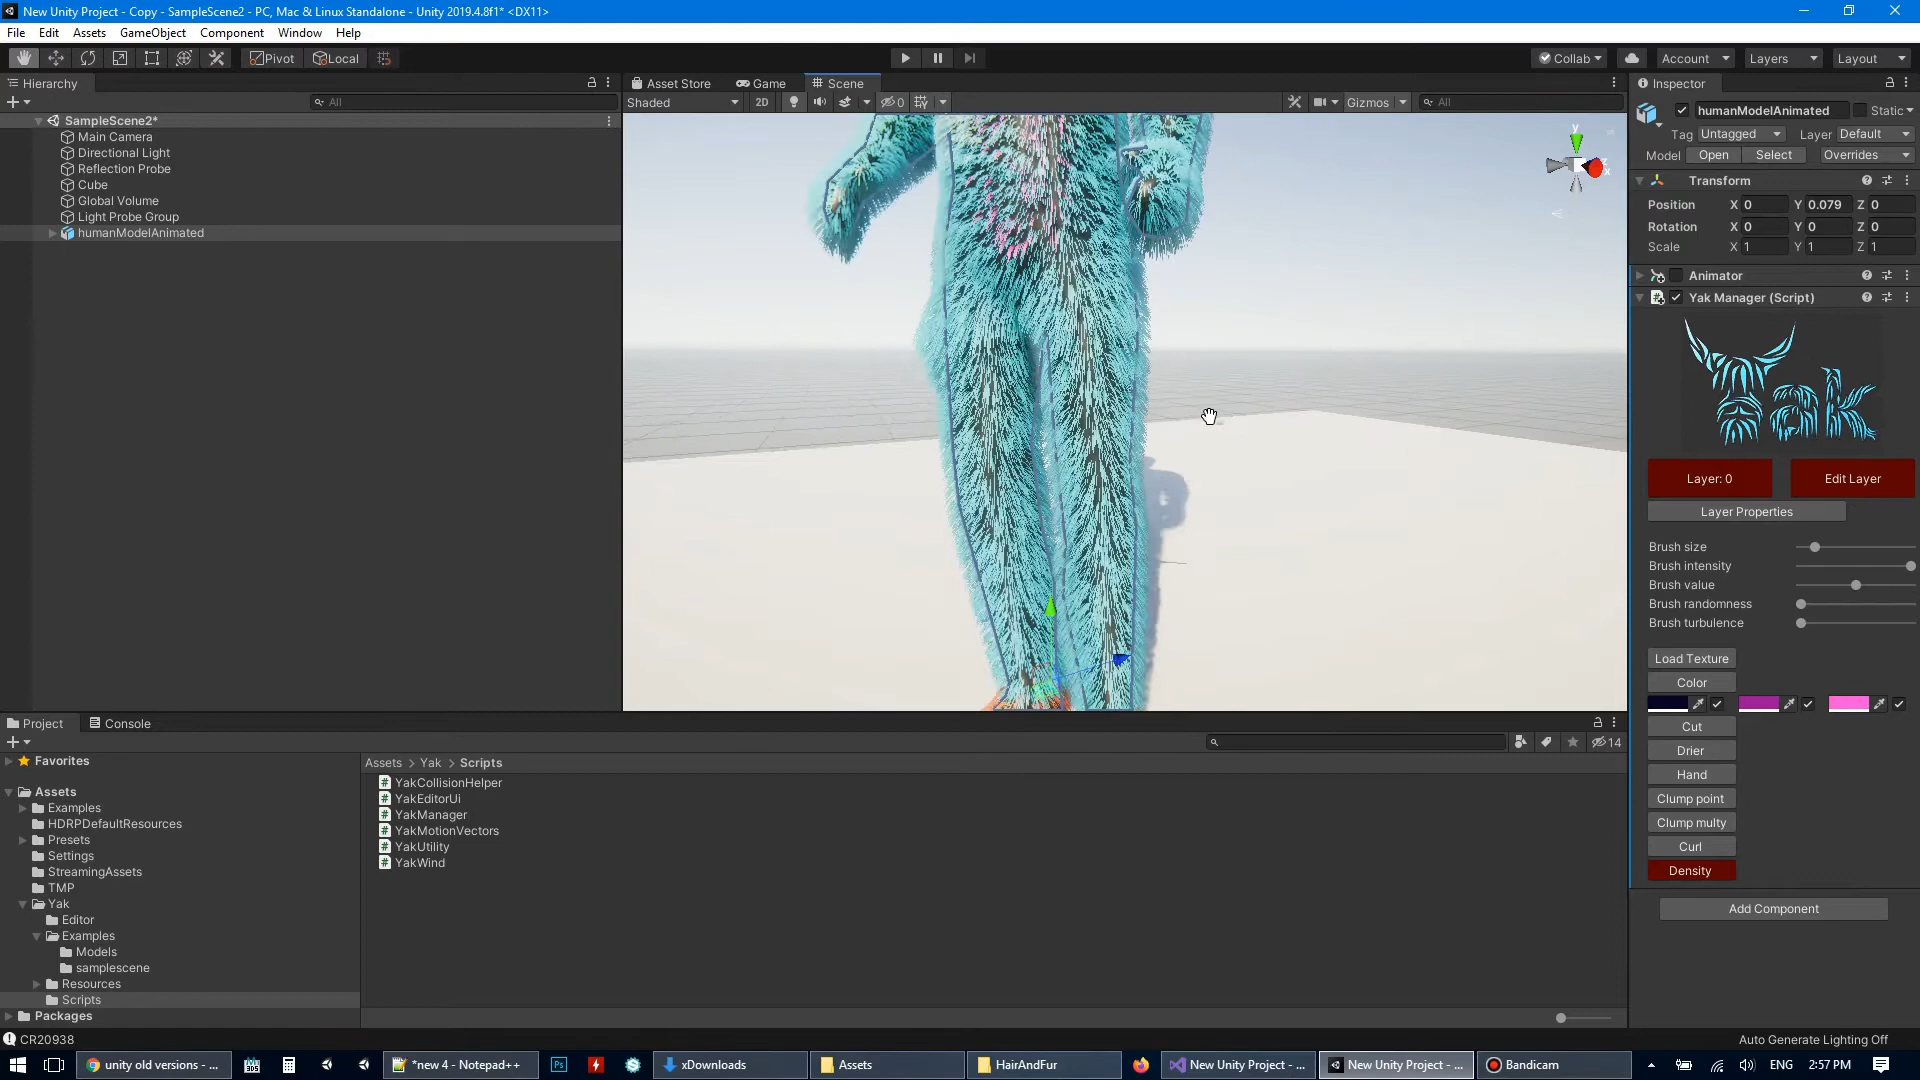 New Unity Project - Copy - SampleScene2 - PC, Mac & Linux Standalone - Unity 2019.4.8f1* <DX11>
File Edit Assets GameObject Component Window Help
Pivot Local Collab Account Layers Layout
Hierarchy
All
SampleScene2*
Main Camera
Directional Light
Reflection Probe
Cube
Global Volume
Light Probe Group
humanModelAnimated
Asset Store Game Scene
Shaded 2D 0 Gizmos All
y
x
Inspector
humanModelAnimated Static
Tag Untagged Layer Default
Model Open Select Overrides
Transform
Position X 0 Y 0.079 Z 0
Rotation X 0 Y 0 Z 0
Scale X 1 Y 1 Z 1
Animator
Yak Manager (Script)
Yak
Layer: 0 Edit Layer
Layer Properties
Brush size
Brush intensity
Brush value
Brush randomness
Brush turbulence
Load Texture
Color
Cut
Drier
Hand
Clump point
Clump multy
Curl
Density
Add Component
Project Console
14
Favorites
Assets
Examples
HDRPDefaultResources
Presets
Settings
StreamingAssets
TMP
Yak
Editor
Examples
Models
samplescene
Resources
Scripts
Packages
Assets > Yak > Scripts
YakCollisionHelper
YakEditorUi
YakManager
YakMotionVectors
YakUtility
YakWind
CR20938
Auto Generate Lighting Off
unity old versions - ... *new 4 - Notepad++ Ps xDownloads Assets HairAndFur New Unity Project - ... New Unity Project - ... Bandicam ENG 2:57 PM